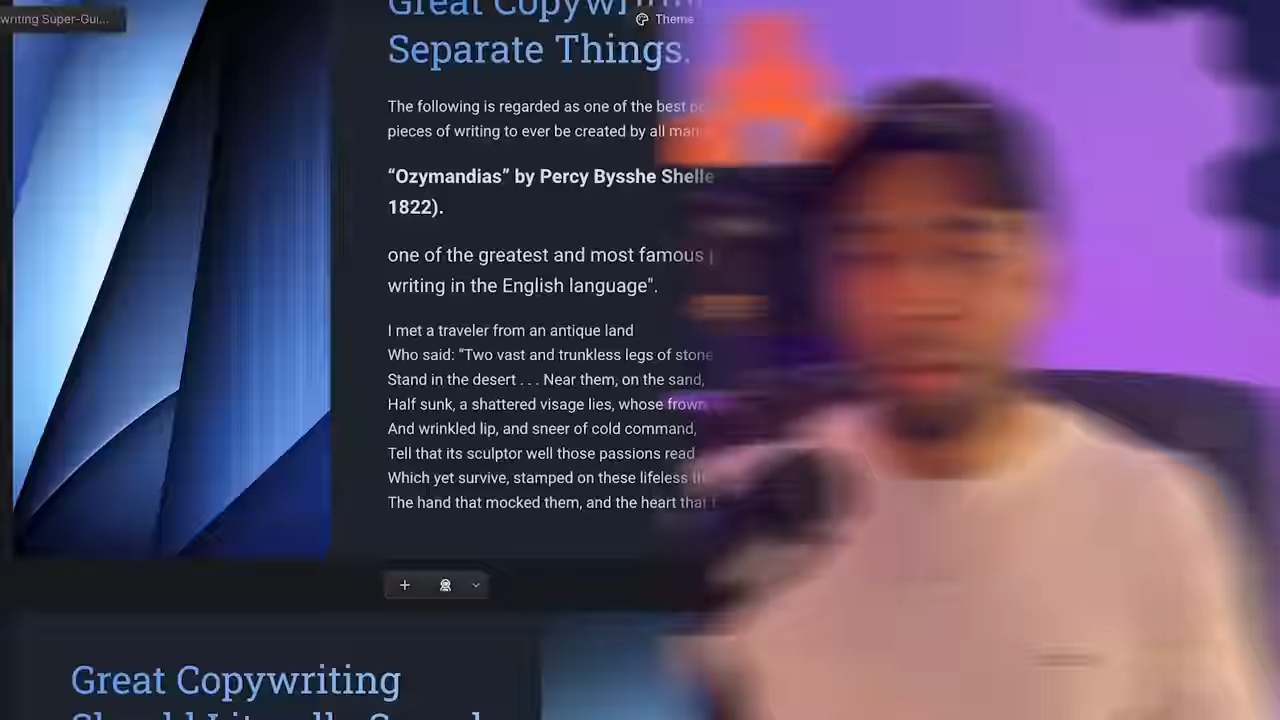 writing Super-Gui...
Theme
Great Copywri
Separate Things.
The following is regarded as one of the best
pieces of writing to ever be created by all man
“Ozymandias” by Percy Bysshe Shelle
1822).
one of the greatest and most famous
writing in the English language".
I met a traveler from an antique land
Who said: "Two vast and trunkless legs of stone
Stand in the desert . . . Near them, on the sand,
Half sunk, a shattered visage lies, whose frown
And wrinkled lip, and sneer of cold command,
Tell that its sculptor well those passions read
Which yet survive, stamped on these lifeless
The hand that mocked them, and the heart that
Great Copywriting